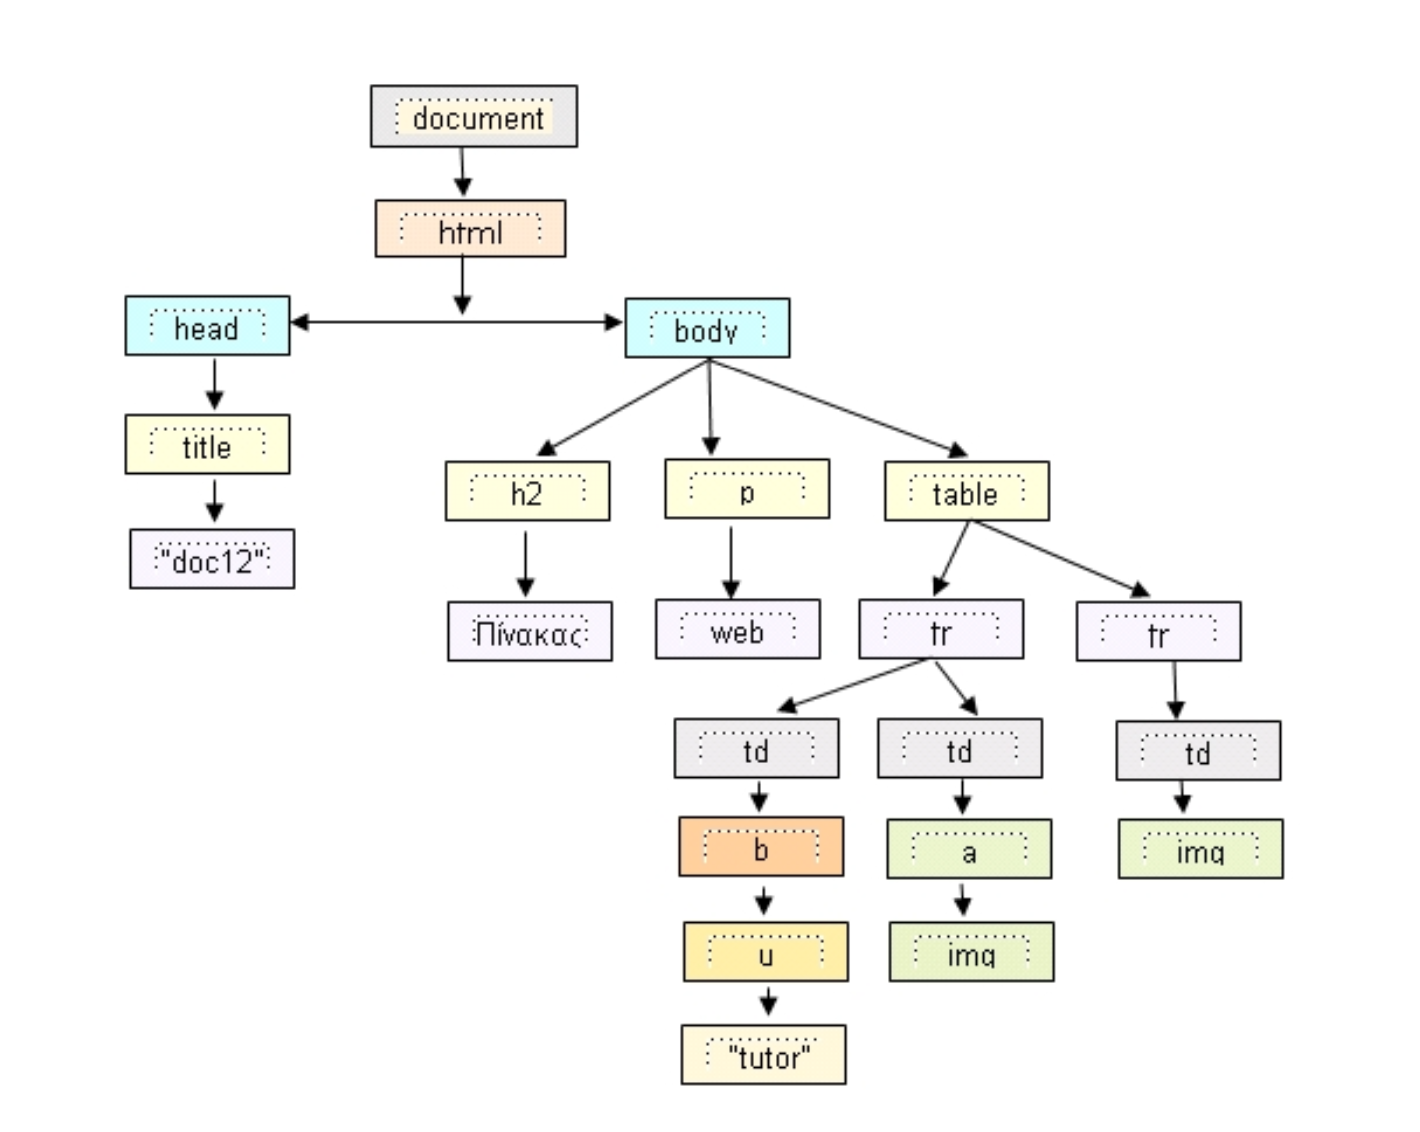 document
html
head
body
title
h2
p
table
"doc12"
Πίνακας
web
tr
tr
td
td
td
b
a
img
u
img
"tutor"